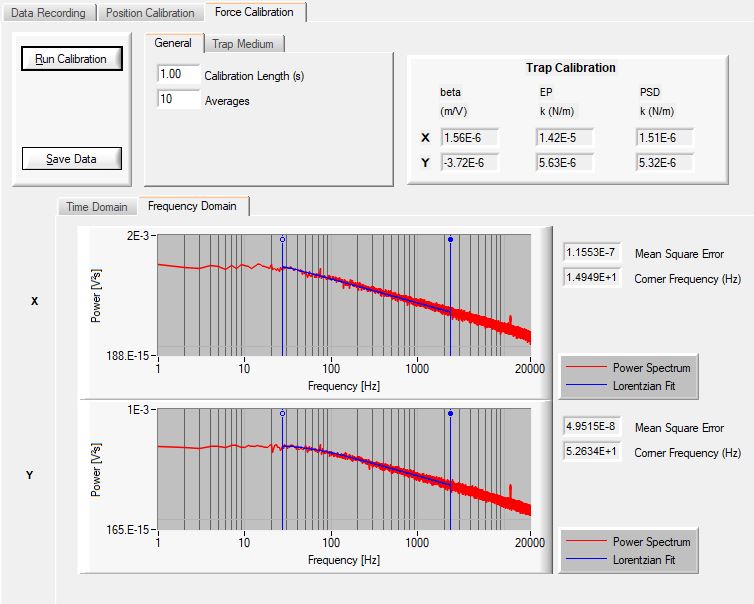 Data Recording Position Calibration Force Calibration
Run Calibration
Save Data
General Trap Medium
1.00 Calibration Length (s)
10 Averages
Trap Calibration
beta EP PSD
(m/V) k (N/m) k (N/m)
X 1.56E-6 1.42E-5 1.51E-6
Y -3.72E-6 5.63E-6 5.32E-6
Time Domain Frequency Domain
X
2E-3
Power [V²s]
188.E-15
1 10 100 1000 20000
Frequency [Hz]
1.1553E-7 Mean Square Error
1.4949E+1 Corner Frequency (Hz)
Power Spectrum
Lorentzian Fit
Y
1E-3
Power [V²s]
165.E-15
1 10 100 1000 20000
Frequency [Hz]
4.9515E-8 Mean Square Error
5.2634E+1 Corner Frequency (Hz)
Power Spectrum
Lorentzian Fit